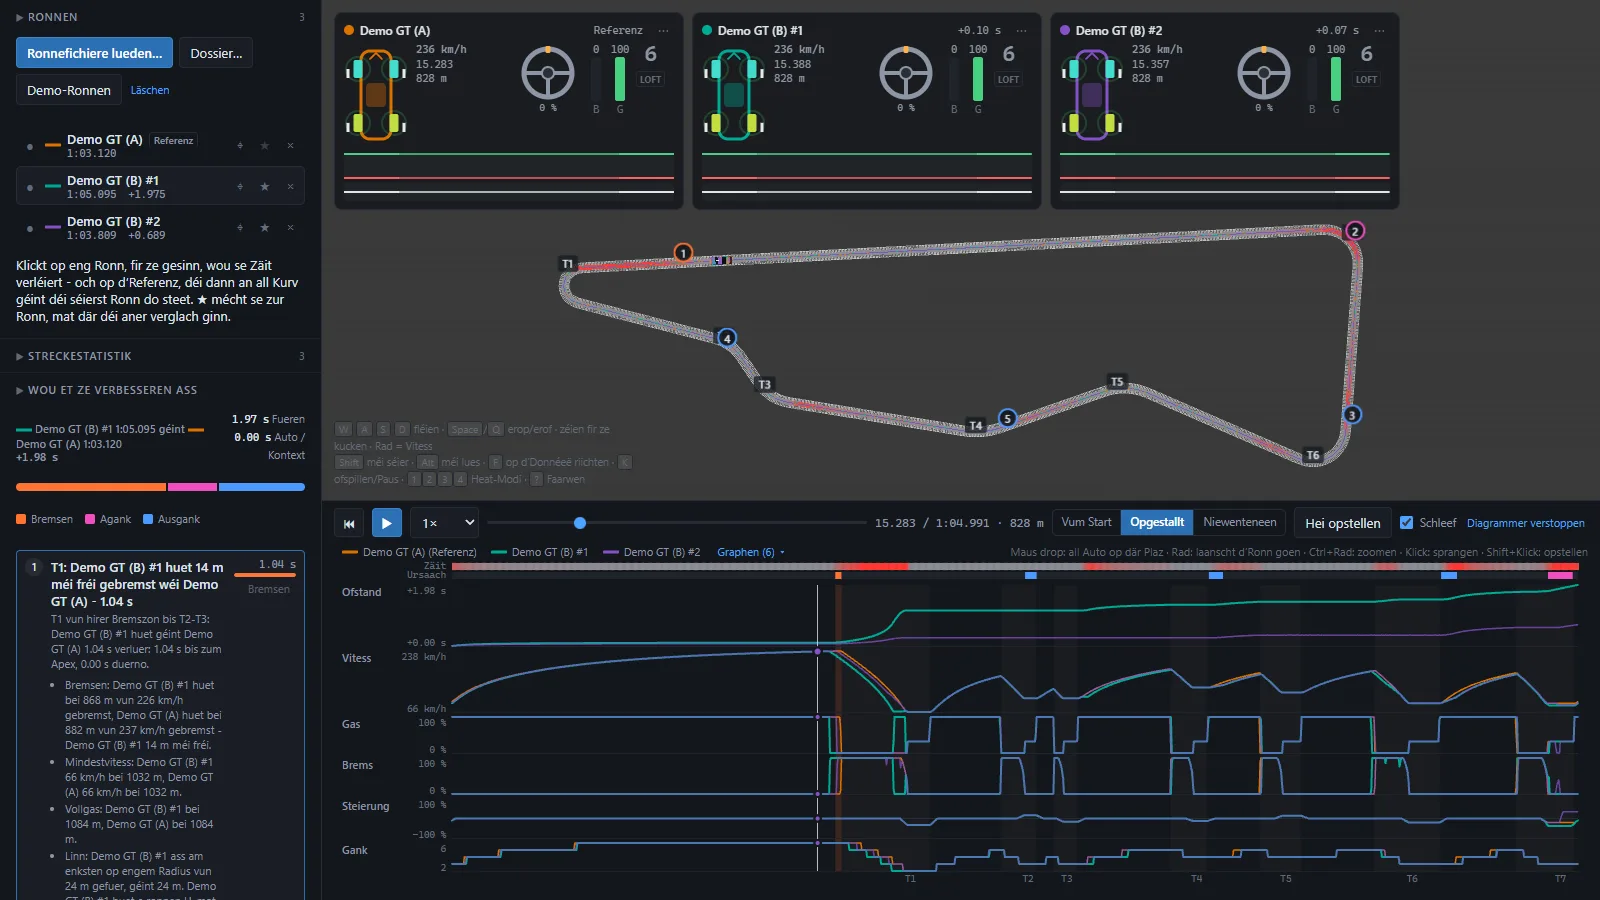 RONNEN 3
Ronnefichiere lueden...
Dossier...
Demo-Ronnen
Läschen
Demo GT (A) Referenz
1:03.120
Demo GT (B) #1
1:05.095 +1.975
Demo GT (B) #2
1:03.809 +0.689
Klickt op eng Ronn, fir ze gesinn, wou se Zäit
verléiert - och op d'Referenz, déi dann an all Kurv
géint déi séierst Ronn do steet. ★ mécht se zur
Ronn, mat där déi aner verglach ginn.
STRECKESTATISTIK 3
WOU ET ZE VERBESSEREN ASS
Demo GT (B) #1 1:05.095 géint
Demo GT (A) 1:03.120
+1.98 s
1.97 s Fueren
0.00 s Auto /
Kontext
Bremsen Agank Ausgank
1 T1: Demo GT (B) #1 huet 14 m
méi fréi gebremst wéi Demo
GT (A) - 1.04 s
1.04 s
Bremsen
T1 vun hirer Bremszon bis T2-T3:
Demo GT (B) #1 huet géint Demo
GT (A) 1.04 s verluer: 1.04 s bis zum
Apex, 0.00 s duerno.
• Bremsen: Demo GT (B) #1 huet
bei 868 m vun 226 km/h
gebremst, Demo GT (A) huet bei
882 m vun 237 km/h gebremst -
Demo GT (B) #1 14 m méi fréi.
• Mindestvitess: Demo GT (B) #1
66 km/h bei 1032 m, Demo GT
(A) 66 km/h bei 1032 m.
• Vollgas: Demo GT (B) #1 bei
1084 m, Demo GT (A) bei 1084
m.
• Linn: Demo GT (B) #1 ass am
enksten op engem Radius vun
24 m gefuer, géint 24 m. Demo
Demo GT (A) Referenz ...
236 km/h
15.283
828 m
0 %
0 100
B G
6
LOFT
Demo GT (B) #1 +0.10 s ...
236 km/h
15.388
828 m
0 %
0 100
B G
6
LOFT
Demo GT (B) #2 +0.07 s ...
236 km/h
15.357
828 m
0 %
0 100
B G
6
LOFT
T1
1
2
3
4
T3
T4
5
T5
T6
W A S D fléien · Space / Q erop/erof · zéien fir ze
kucken · Rad = Vitess
Shift méi séier · Alt méi lues · F op d'Donnéeë riichten · K
ofspillen/Paus · 1 2 3 4 Heat-Modi · ? Faarwen
1× 15.283 / 1:04.991 · 828 m
Vum Start Opgestallt Niewenteneen
Hei opstellen
Schleef
Diagrammer verstoppen
Demo GT (A) (Referenz) Demo GT (B) #1 Demo GT (B) #2 Graphen (6)
Maus drop: all Auto op där Plaz · Rad: laanscht d'Ronn goen · Ctrl+Rad: zoomen · Klick: sprangen · Shift+Klick: opstellen
Zäit
Ursaach
Ofstand +1.98 s
+0.00 s
Vitess 238 km/h
66 km/h
Gas 100 %
0 %
Brems 100 %
0 %
Steierung 100 %
−100 %
Gank 6
2
T1 T2 T3 T4 T5 T6 T7